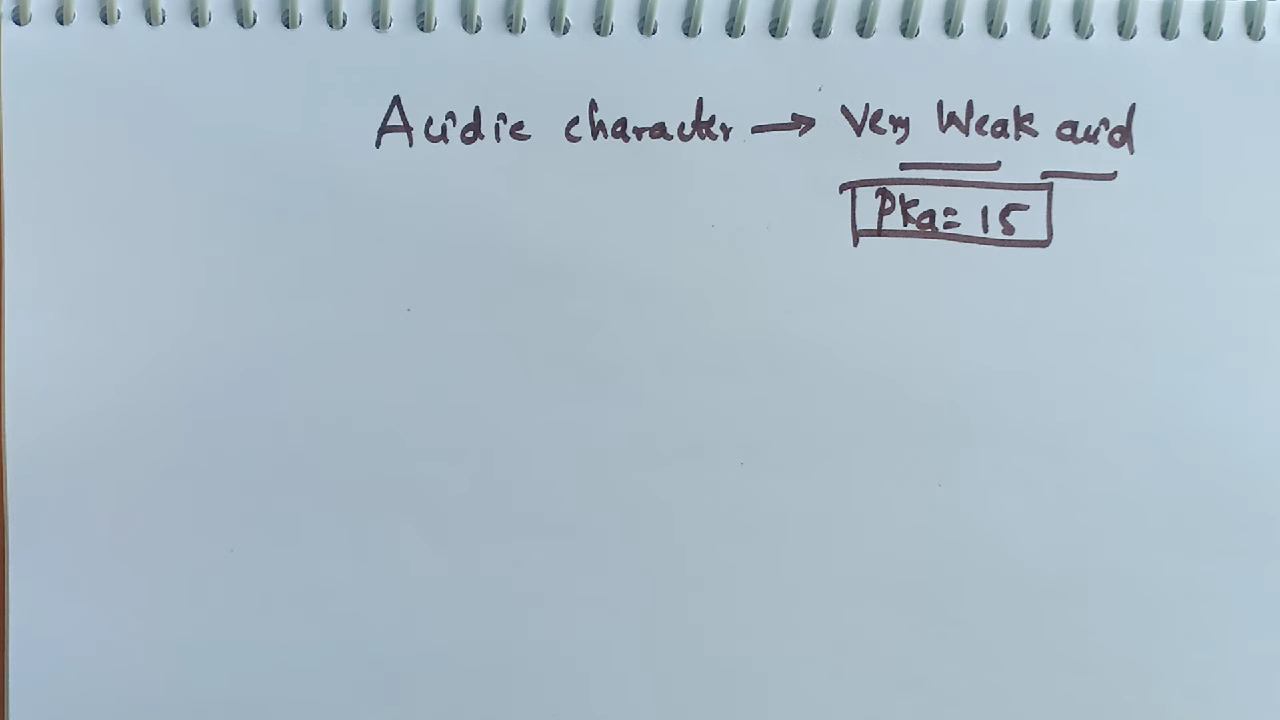 Acidic character → Very Weak acid
PKa = 15